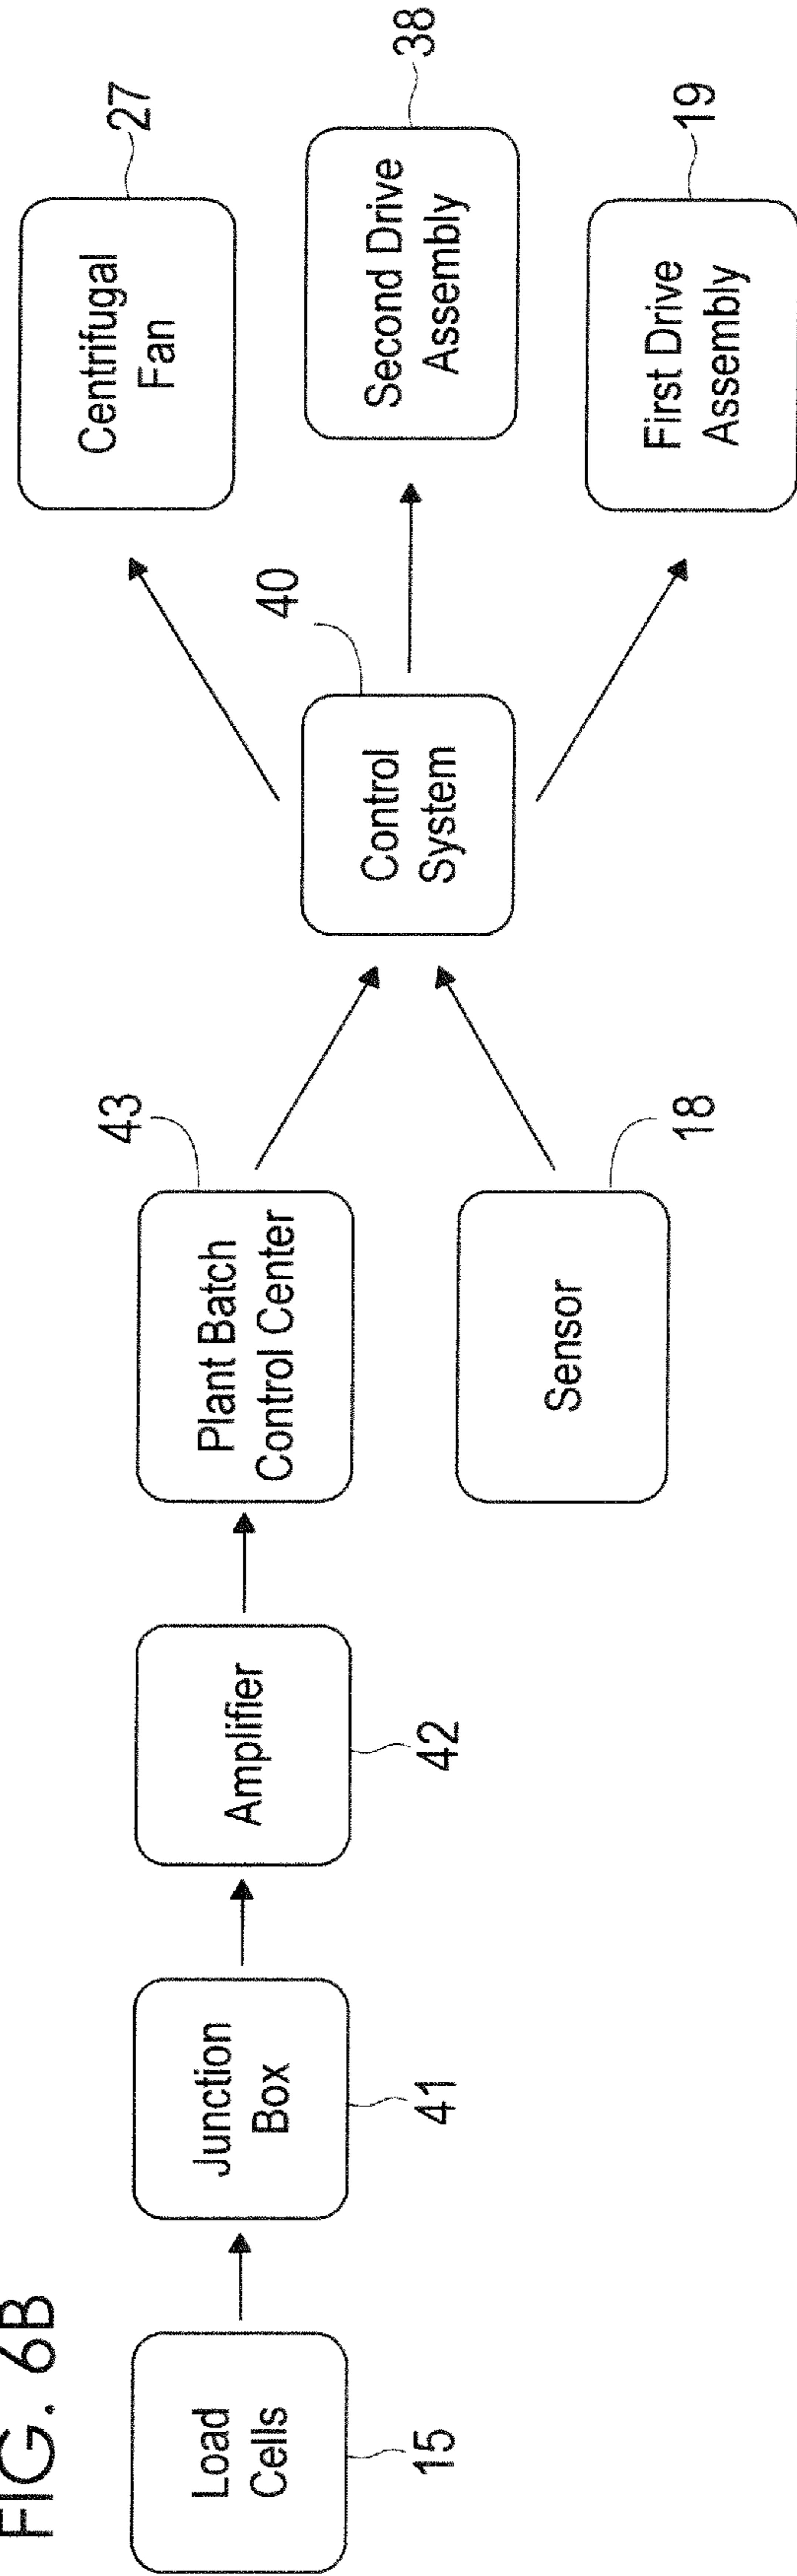 FIG. 6B
Load
Cells
15
Junction
Box
41
Amplifier
42
Plant Batch
Control Center
43
Sensor
18
Control
System
40
Centrifugal
Fan
27
Second Drive
Assembly
38
First Drive
Assembly
19